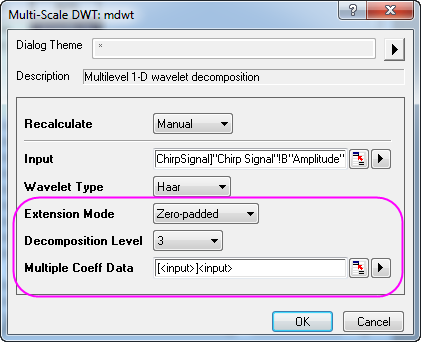 Multi-Scale DWT: mdwt
Dialog Theme *
Description Multilevel 1-D wavelet decomposition
Recalculate Manual
Input ChirpSignal]"Chirp Signal"!B"Amplitude"
Wavelet Type Haar
Extension Mode Zero-padded
Decomposition Level 3
Multiple Coeff Data [<input>]<input>
OK Cancel